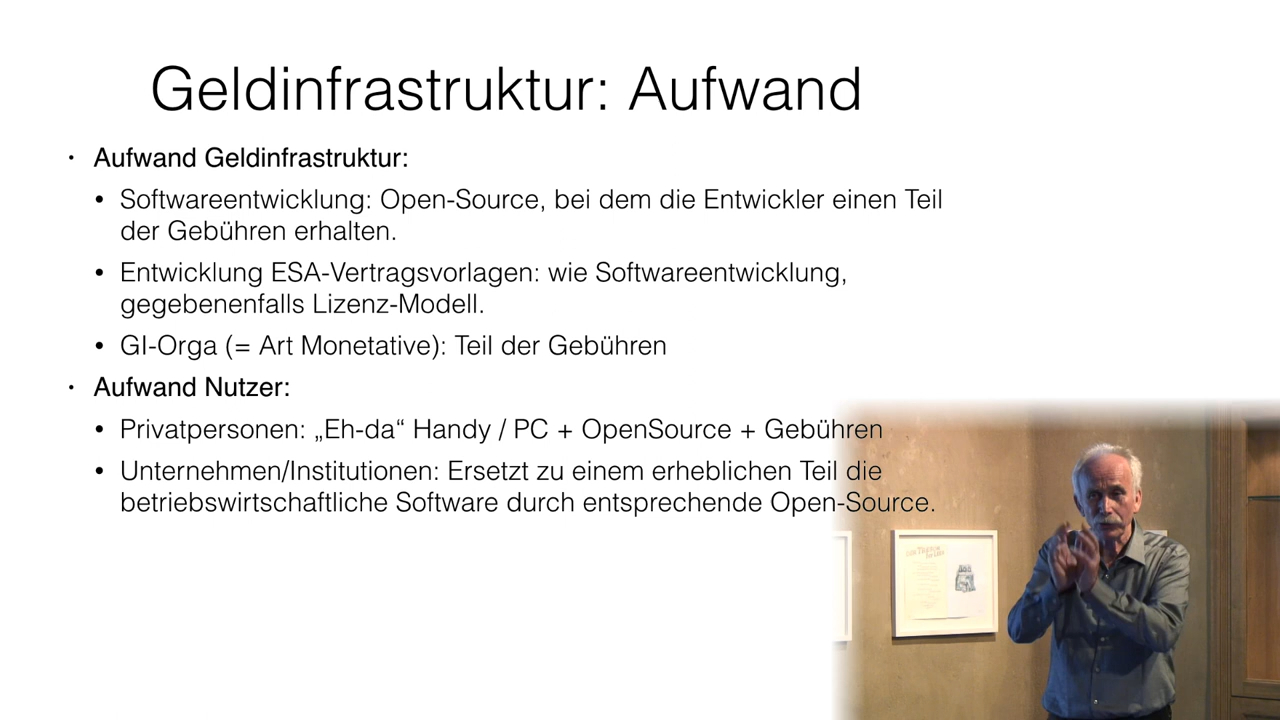 Geldinfrastruktur: Aufwand
• Aufwand Geldinfrastruktur:
• Softwareentwicklung: Open-Source, bei dem die Entwickler einen Teil
der Gebühren erhalten.
• Entwicklung ESA-Vertragsvorlagen: wie Softwareentwicklung,
gegebenenfalls Lizenz-Modell.
• GI-Orga (= Art Monetative): Teil der Gebühren
• Aufwand Nutzer:
• Privatpersonen: „Eh-da“ Handy / PC + OpenSource + Gebühren
• Unternehmen/Institutionen: Ersetzt zu einem erheblichen Teil die
betriebswirtschaftliche Software durch entsprechende Open-Source.